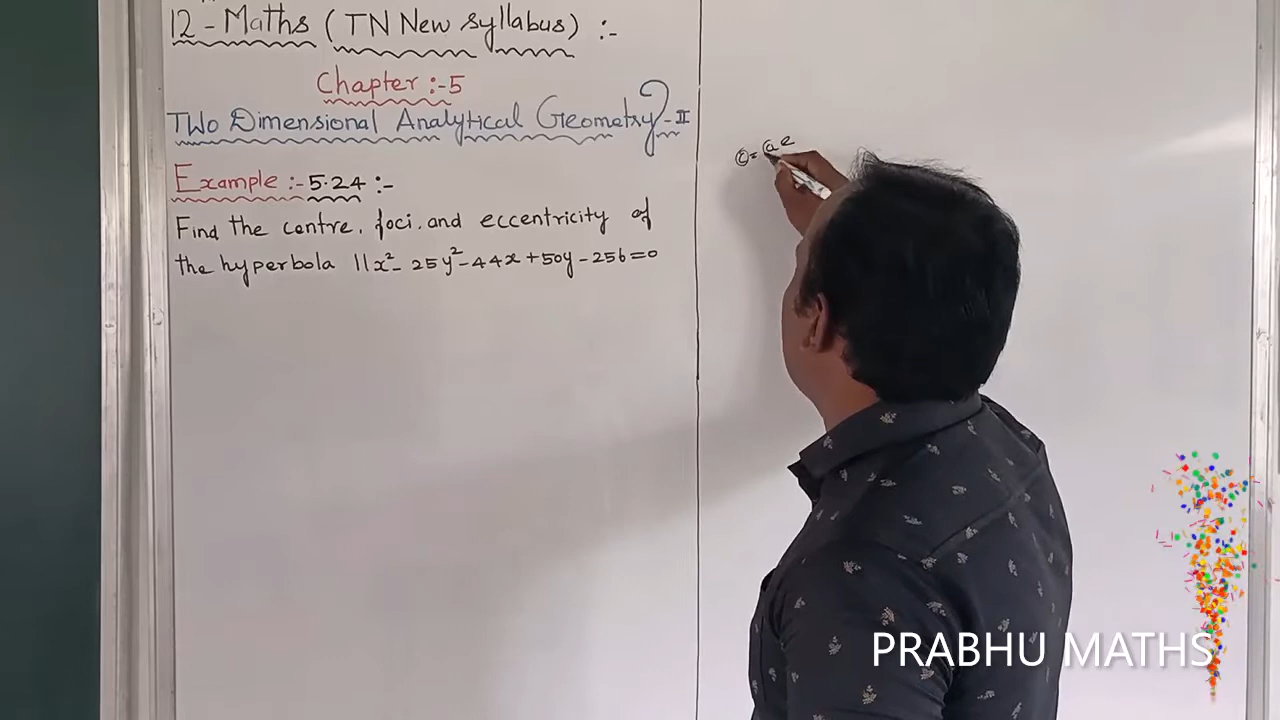 12 - Maths (TN New Syllabus) :-
Chapter :- 5
Two Dimensional Analytical Geometry - II
Example :- 5.24 :-
Find the centre, foci, and eccentricity of
the hyperbola 11x² - 25y² - 44x + 50y - 256 = 0
c = ae
PRABHU MATHS